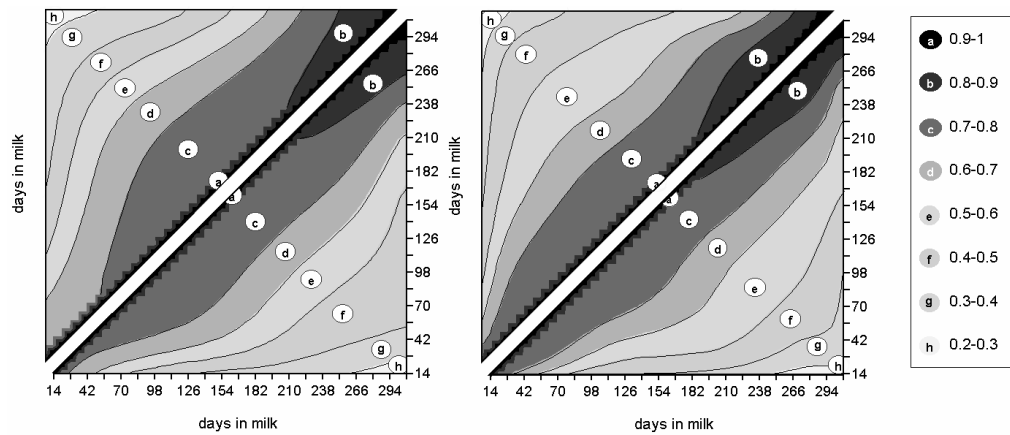 h
g
f
e
d
c
b
a
b
a
c
d
e
f
g
h
294
266
238
210
182
154
126
98
70
42
14
days in milk
14 42 70 98 126 154 182 210 238 266 294
days in milk
h
g
f
e
d
c
b
a
b
a
c
d
e
f
g
h
294
266
238
210
182
154
126
98
70
42
14
days in milk
14 42 70 98 126 154 182 210 238 266 294
days in milk
a 0.9-1
b 0.8-0.9
c 0.7-0.8
d 0.6-0.7
e 0.5-0.6
f 0.4-0.5
g 0.3-0.4
h 0.2-0.3